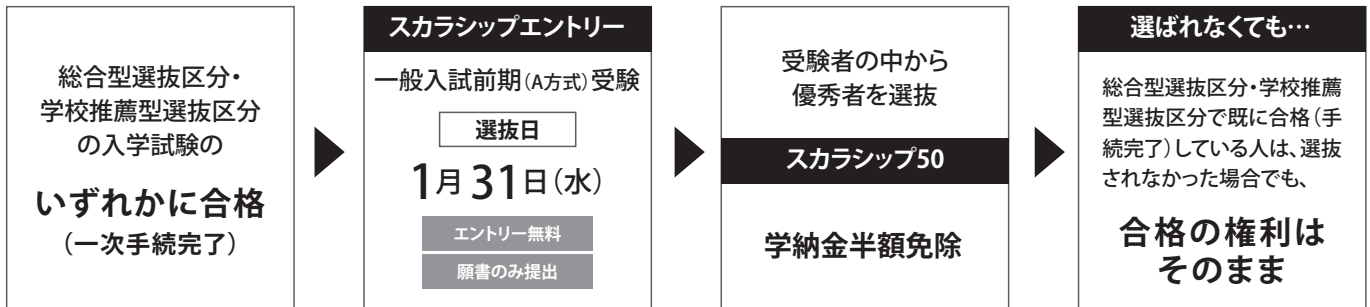 総合型選抜区分・
学校推薦型選抜区分
の入学試験の
いずれかに合格
（一次手続完了）
スカラシップエントリー
一般入試前期（A方式）受験
選抜日
1月31日（水）
エントリー無料
願書のみ提出
受験者の中から
優秀者を選抜
スカラシップ50
学納金半額免除
選ばれなくても…
総合型選抜区分・学校推薦
型選抜区分で既に合格（手
続完了）している人は、選抜
されなかった場合でも、
合格の権利は
そのまま